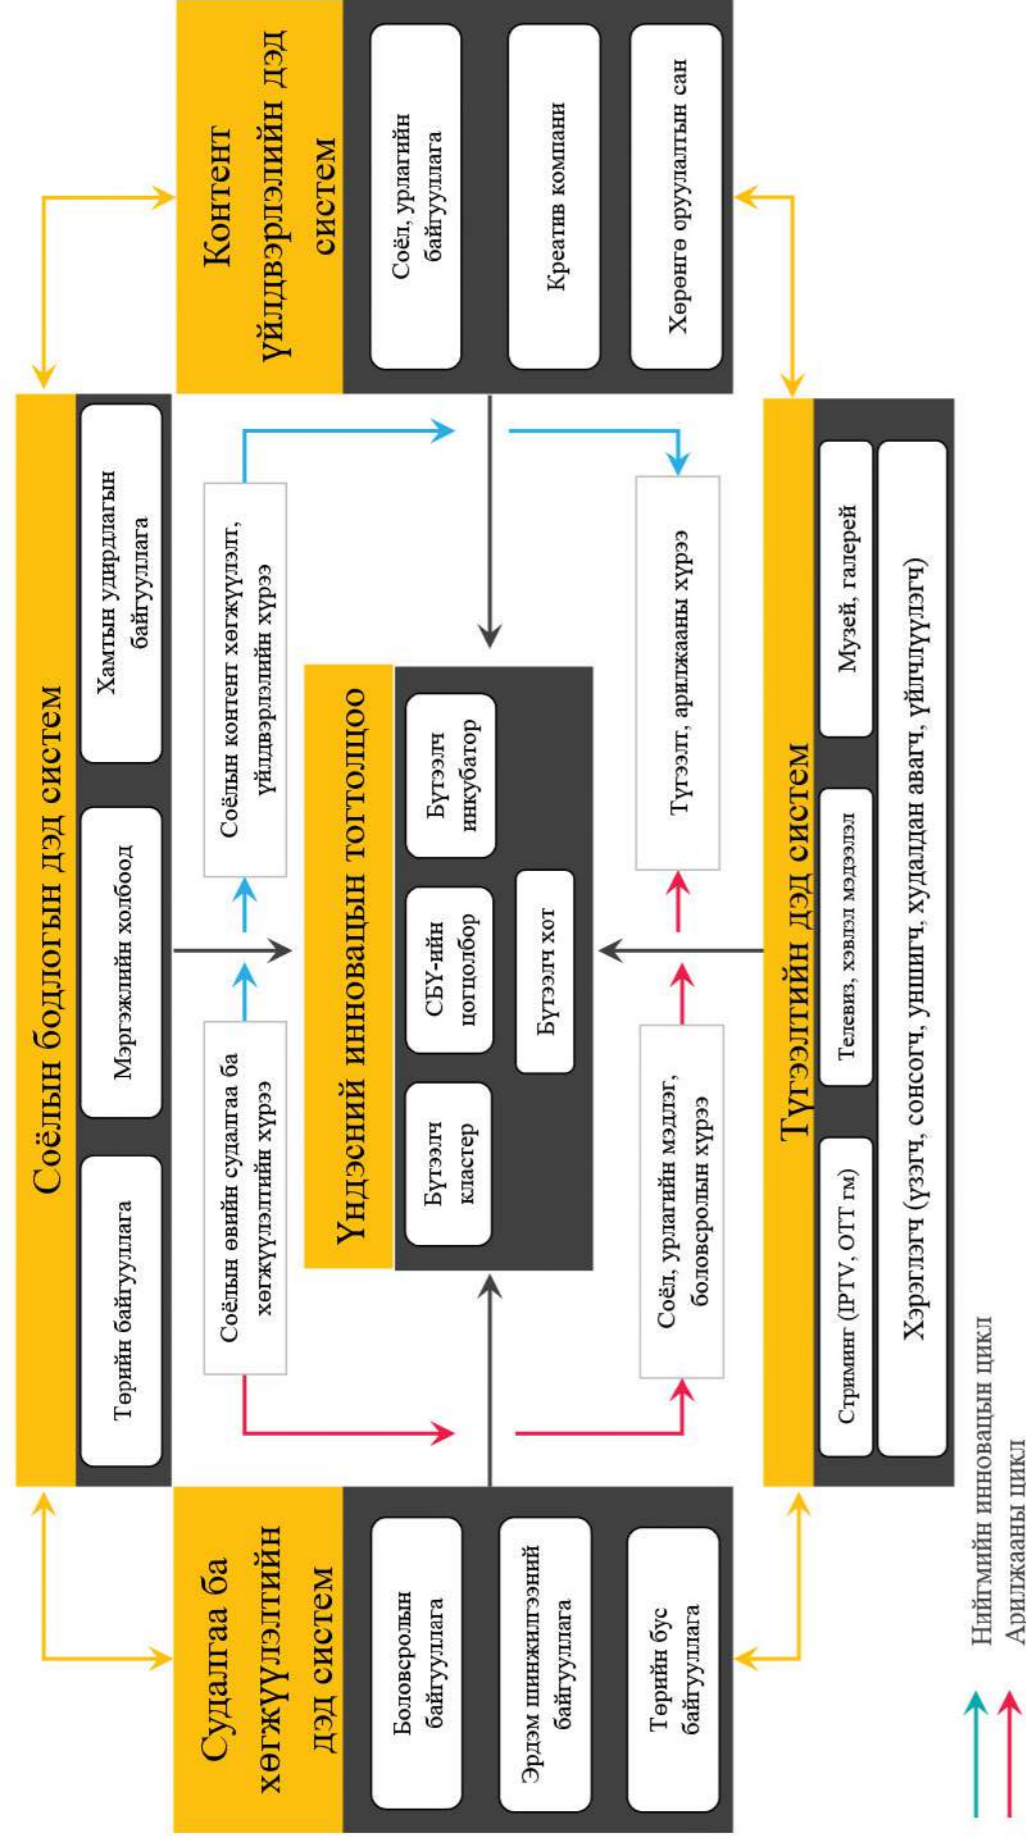 Соёлын бодлогын дэд систем
Төрийн байгууллага
Мэргэжлийн холбоод
Хамтын удирдлагын
байгууллага
Судалгаа ба
хөгжүүлэлтийн
дэд систем
Боловсролын
байгууллага
Эрдэм шинжилгээний
байгууллага
Төрийн бус
байгууллага
Соёлын өвийн судалгаа ба
хөгжүүлэлтийн хүрээ
Соёлын контент хөгжүүлэлт,
үйлдвэрлэлийн хүрээ
Үндэсний инновацын тогтолцоо
Бүтээлч
кластер
СБҮ-ийн
цогцолбор
Бүтээлч
инкубатор
Бүтээлч хот
Соёл, урлагийн мэдлэг,
боловсролын хүрээ
Түгээлт, арилжааны хүрээ
Контент
үйлдвэрлэлийн дэд
систем
Соёл, урлагийн
байгууллага
Креатив компани
Хөрөнгө оруулалтын сан
Түгээлтийн дэд систем
Стриминг (IPTV, OTT гм)
Телевиз, хэвлэл мэдээлэл
Музей, галерей
Хэрэглэгч (үзэгч, сонсогч, уншигч, худалдан авагч, үйлчлүүлэгч)
Нийгмийн инновацын цикл
Арилжааны цикл